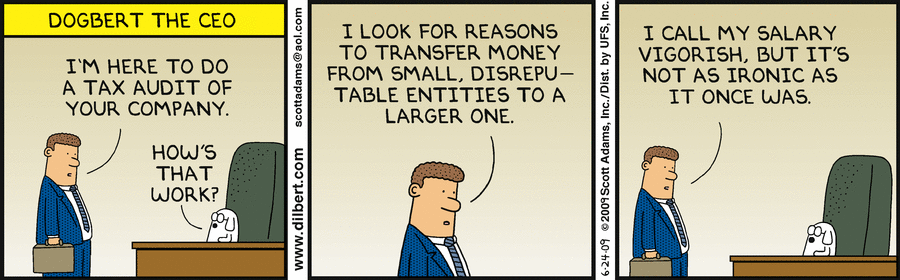 DOGBERT THE CEO
I'M HERE TO DO
A TAX AUDIT OF
YOUR COMPANY.
HOW'S
THAT
WORK?
www.dilbert.com scottadams@aol.com
I LOOK FOR REASONS
TO TRANSFER MONEY
FROM SMALL, DISREPU-
TABLE ENTITIES TO A
LARGER ONE.
6-24-09 ©2009 Scott Adams, Inc./Dist. by UFS, Inc.
I CALL MY SALARY
VIGORISH, BUT IT'S
NOT AS IRONIC AS
IT ONCE WAS.